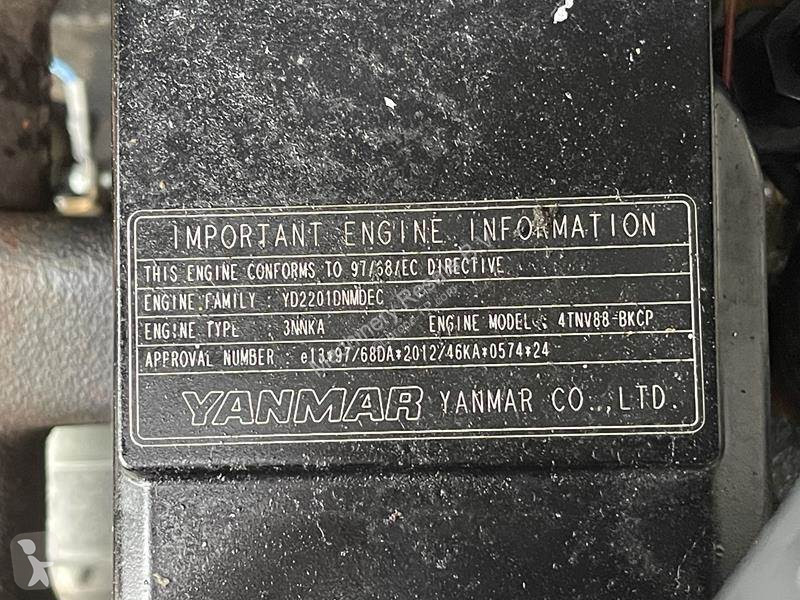 IMPORTANT ENGINE INFORMATION
THIS ENGINE CONFORMS TO 97/68/EC DIRECTIVE
ENGINE FAMILY : YD2201DNMDEC
ENGINE TYPE : 3NNKA ENGINE MODEL : 4TNV88-BKCP
APPROVAL NUMBER : e13*97/68DA*2012/46KA*0574*24
YANMAR YANMAR CO.,LTD.